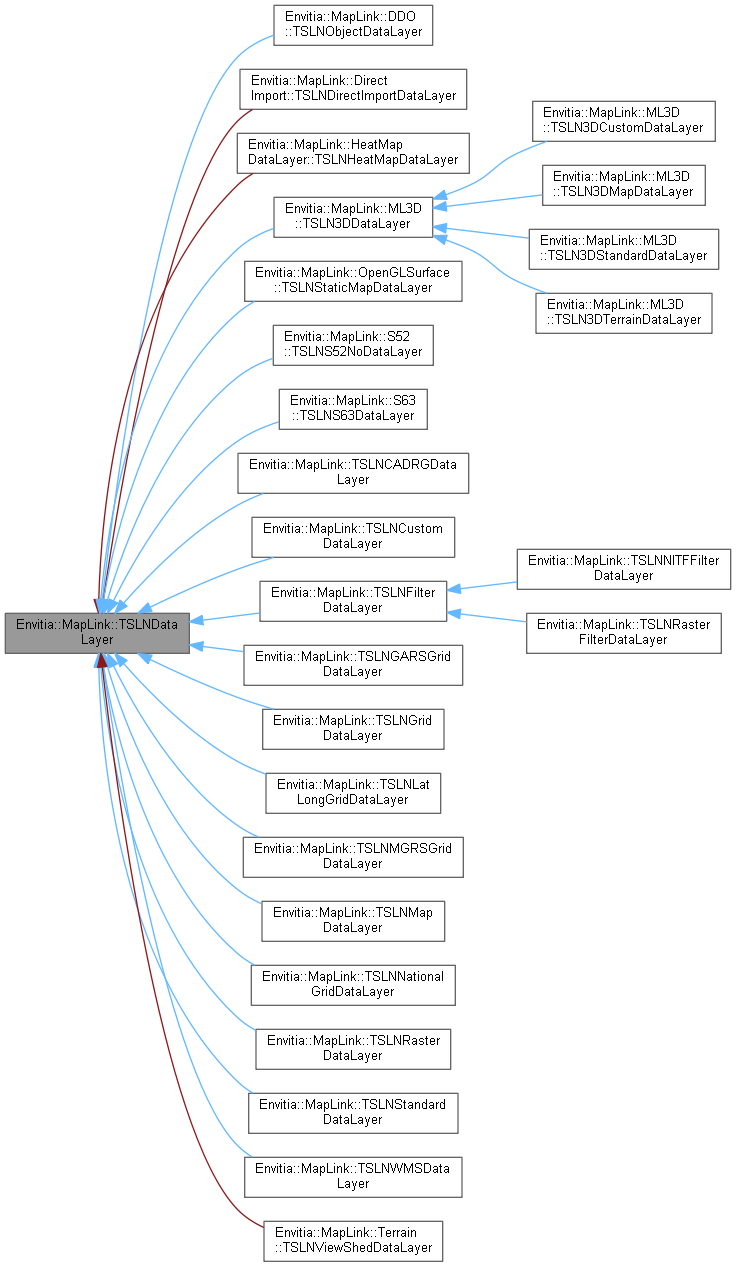 Envitia::MapLink::DDO
::TSLNObjectDataLayer
Envitia::MapLink::Direct
Import::TSLNDirectImportDataLayer
Envitia::MapLink::HeatMap
DataLayer::TSLNHeatMapDataLayer
Envitia::MapLink::ML3D
::TSLN3DDataLayer
Envitia::MapLink::ML3D
::TSLN3DCustomDataLayer
Envitia::MapLink::ML3D
::TSLN3DMapDataLayer
Envitia::MapLink::ML3D
::TSLN3DStandardDataLayer
Envitia::MapLink::ML3D
::TSLN3DTerrainDataLayer
Envitia::MapLink::OpenGLSurface
::TSLNStaticMapDataLayer
Envitia::MapLink::S52
::TSLNS52NoDataLayer
Envitia::MapLink::S63
::TSLNS63DataLayer
Envitia::MapLink::TSLNCADRGData
Layer
Envitia::MapLink::TSLNCustom
DataLayer
Envitia::MapLink::TSLNFilter
DataLayer
Envitia::MapLink::TSLNNITFFilter
DataLayer
Envitia::MapLink::TSLNRaster
FilterDataLayer
Envitia::MapLink::TSLNData
Layer
Envitia::MapLink::TSLNGARSGrid
DataLayer
Envitia::MapLink::TSLNGrid
DataLayer
Envitia::MapLink::TSLNLat
LongGridDataLayer
Envitia::MapLink::TSLNMGRSGrid
DataLayer
Envitia::MapLink::TSLNMap
DataLayer
Envitia::MapLink::TSLNNational
GridDataLayer
Envitia::MapLink::TSLNRaster
DataLayer
Envitia::MapLink::TSLNStandard
DataLayer
Envitia::MapLink::TSLNWMSData
Layer
Envitia::MapLink::Terrain
::TSLNViewShedDataLayer